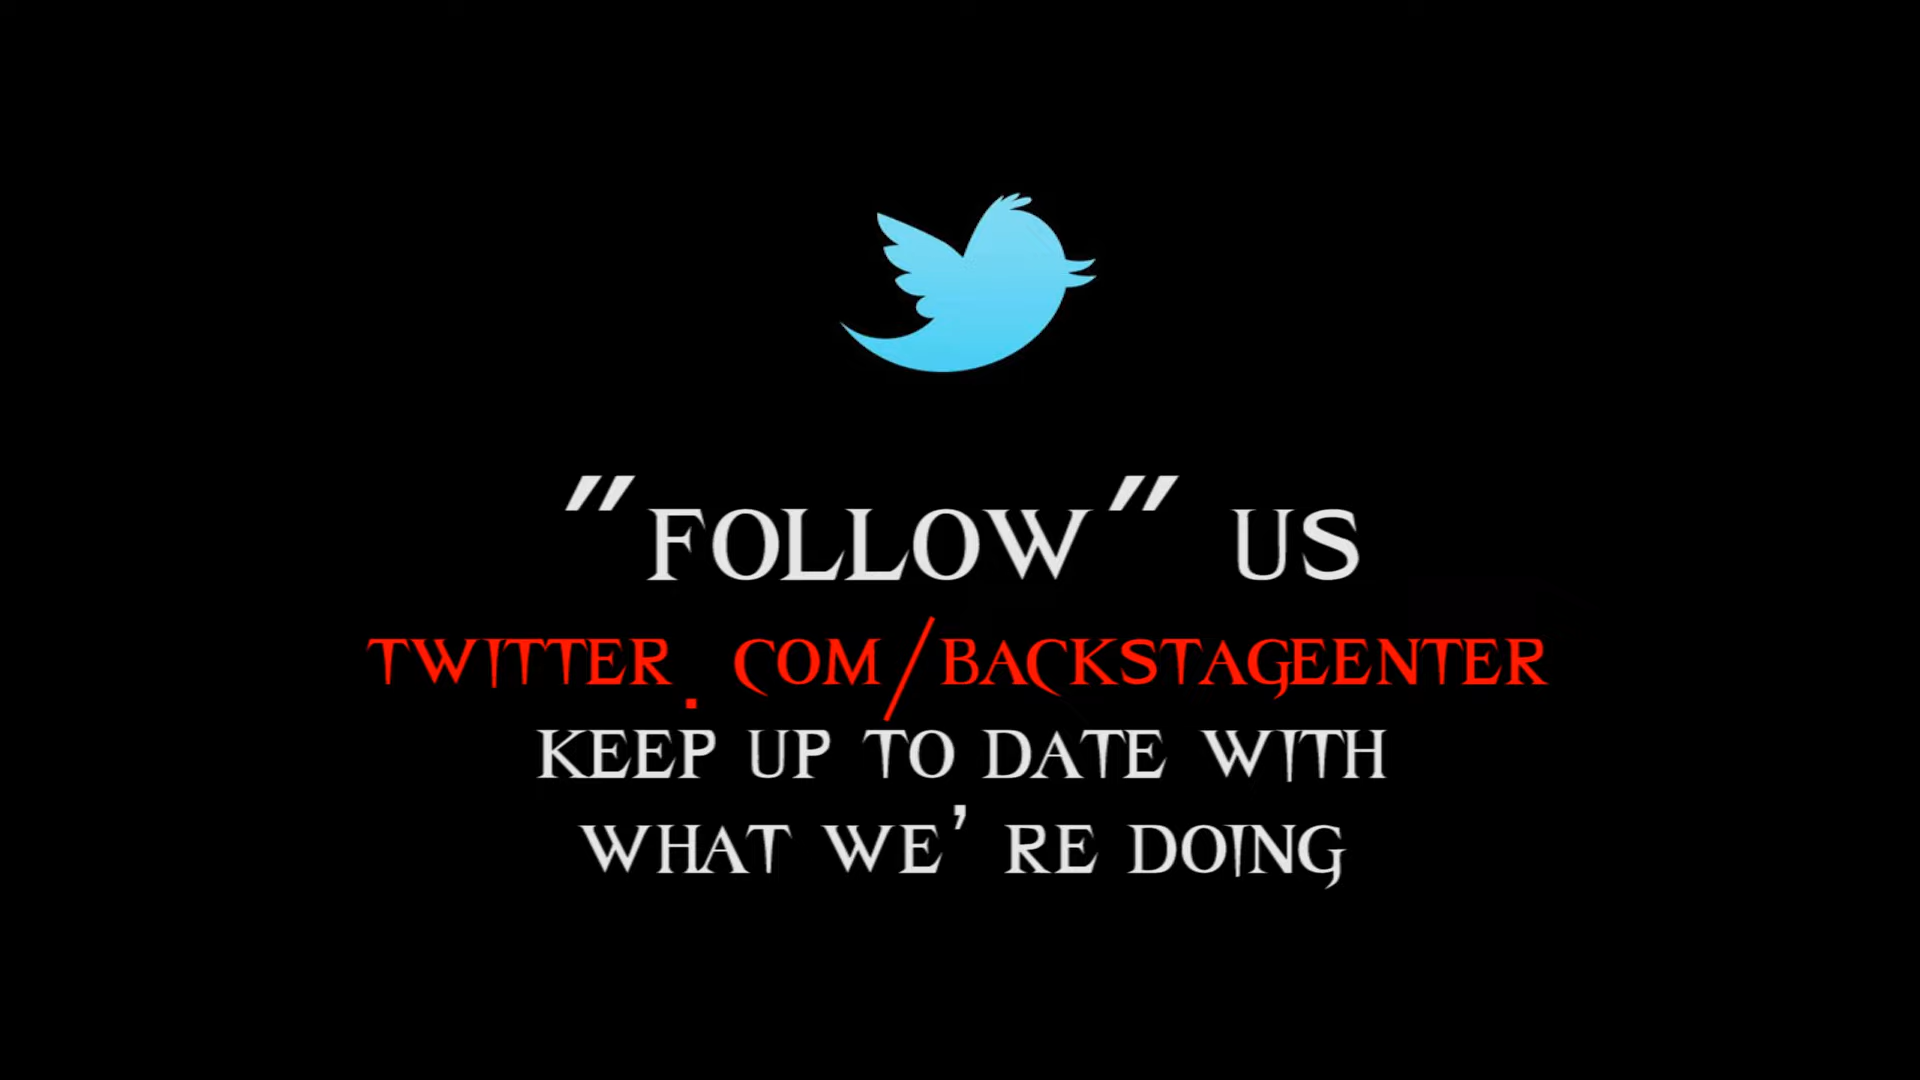 "FOLLOW" US
TWITTER. COM/BACKSTAGEENTER
KEEP UP TO DATE WITH
WHAT WE'RE DOING